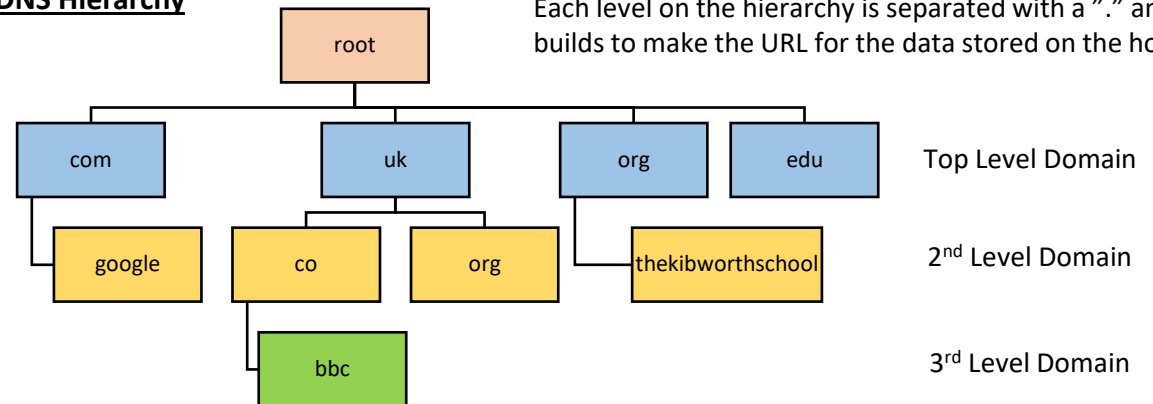 DNS Hierarchy
Each level on the hierarchy is separated with a "."
builds to make the URL for the data stored on the
root
com
uk
org
edu
Top Level Domain
google
co
org
thekibworthschool
2nd Level Domain
bbc
3rd Level Domain